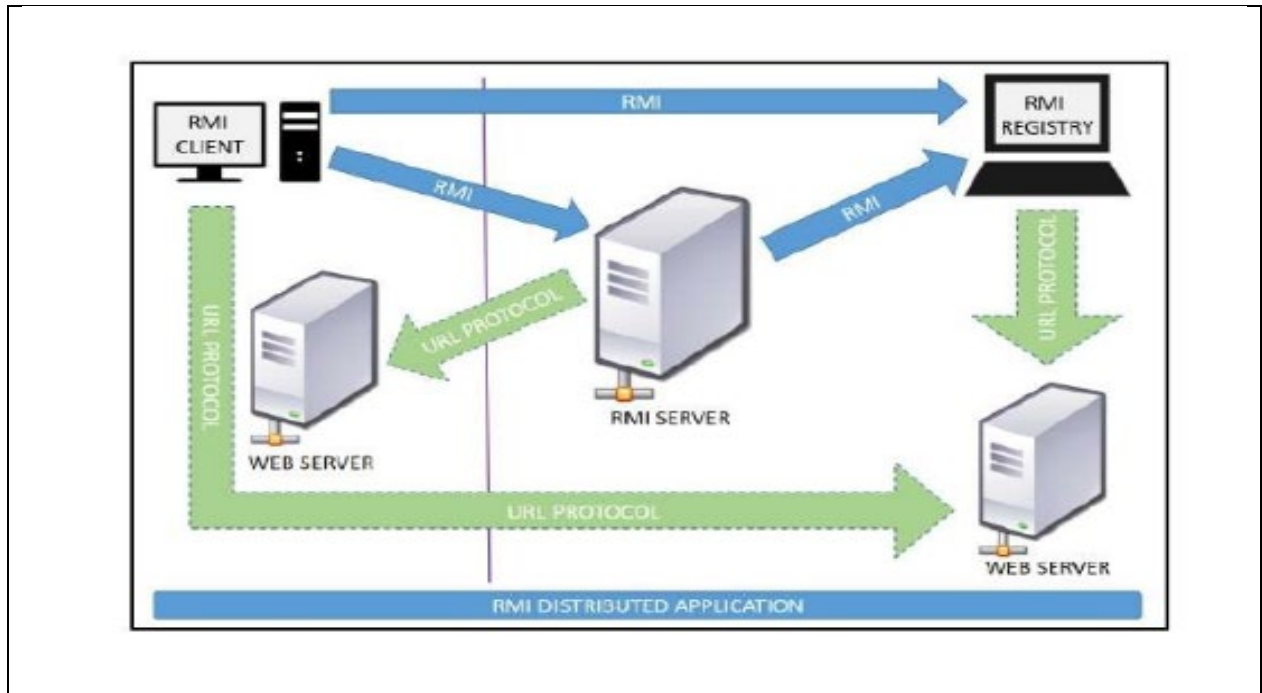 RMI
CLIENT
RMI
RMI
REGISTRY
RMI
RMI
URL PROTOCOL
URL PROTOCOL
URL PROTOCOL
RMI SERVER
WEB SERVER
URL PROTOCOL
WEB SERVER
RMI DISTRIBUTED APPLICATION